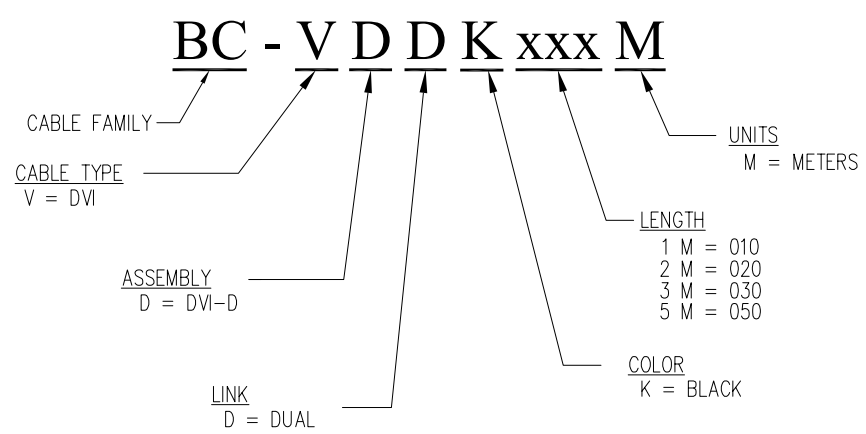 BC - V D D K xxx M
CABLE FAMILY
CABLE TYPE
V = DVI
ASSEMBLY
D = DVI-D
LINK
D = DUAL
UNITS
M = METERS
LENGTH
1 M = 010
2 M = 020
3 M = 030
5 M = 050
COLOR
K = BLACK